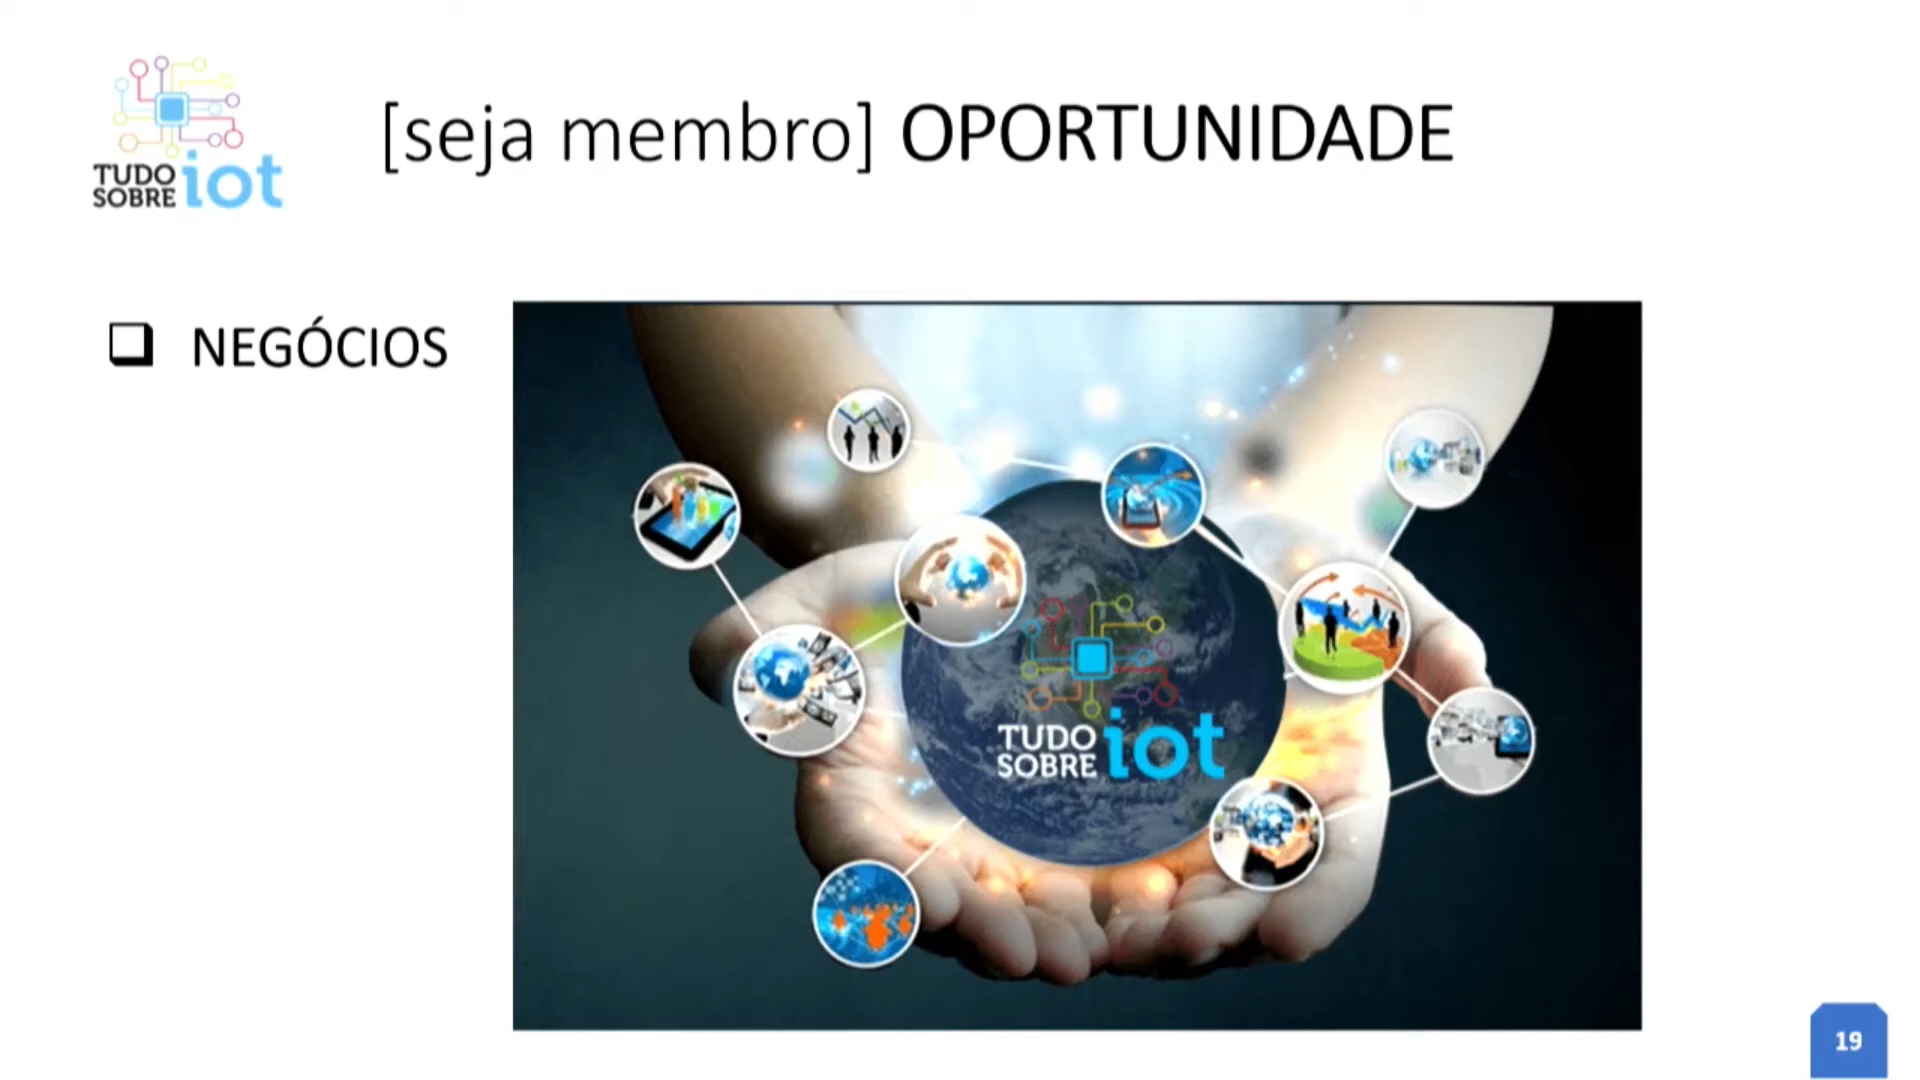 TUDO
SOBRE iot
[seja membro] OPORTUNIDADE
NEGÓCIOS
TUDO
SOBRE iot
19